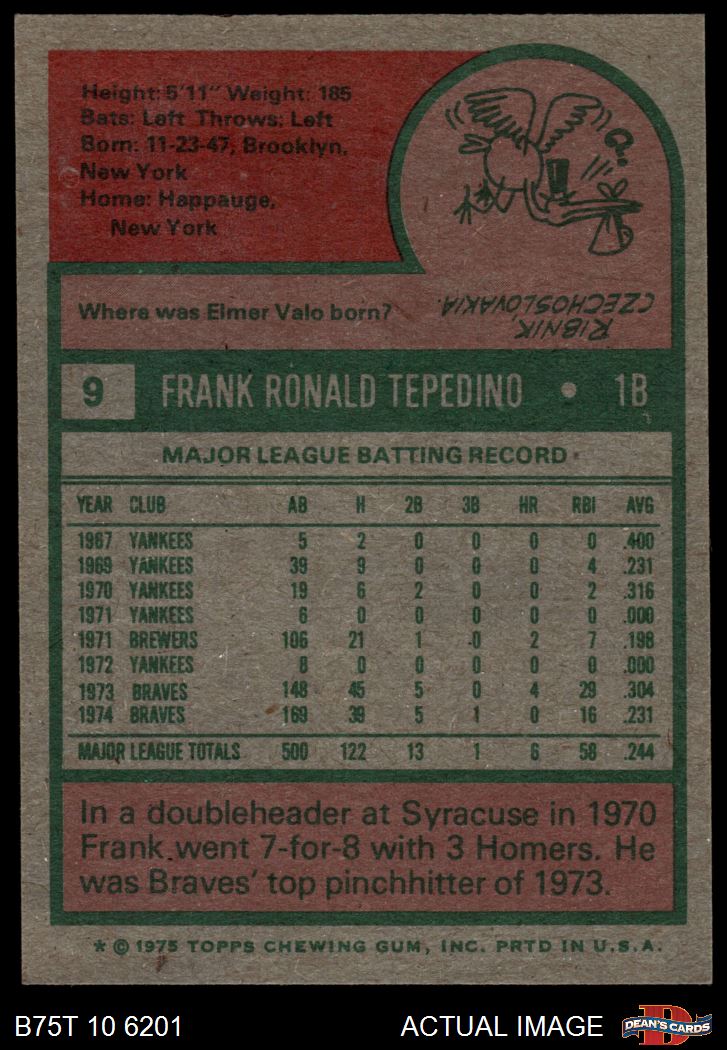 Height: 5'11" Weight: 185
Bats: Left Throws: Left
Born: 11-23-47, Brooklyn,
New York
Home: Happauge,
New York
Where was Elmer Valo born?
RIBNIK,
CZECHOSLOVAKIA.
9 FRANK RONALD TEPEDINO • 1B
MAJOR LEAGUE BATTING RECORD
YEAR CLUB AB H 2B 3B HR RBI AVG
1967 YANKEES 5 2 0 0 0 0 .400
1969 YANKEES 39 9 0 0 0 4 .231
1970 YANKEES 19 6 2 0 0 2 .316
1971 YANKEES 6 0 0 0 0 0 .000
1971 BREWERS 106 21 1 0 2 7 .198
1972 YANKEES 8 0 0 0 0 0 .000
1973 BRAVES 148 45 5 0 4 29 .304
1974 BRAVES 169 39 5 1 0 16 .231
MAJOR LEAGUE TOTALS 500 122 13 1 6 58 .244
In a doubleheader at Syracuse in 1970
Frank went 7-for-8 with 3 Homers. He
was Braves' top pinchhitter of 1973.
* © 1975 TOPPS CHEWING GUM, INC. PRTD IN U.S.A.
B75T 10 6201 ACTUAL IMAGE DEAN'S CARDS